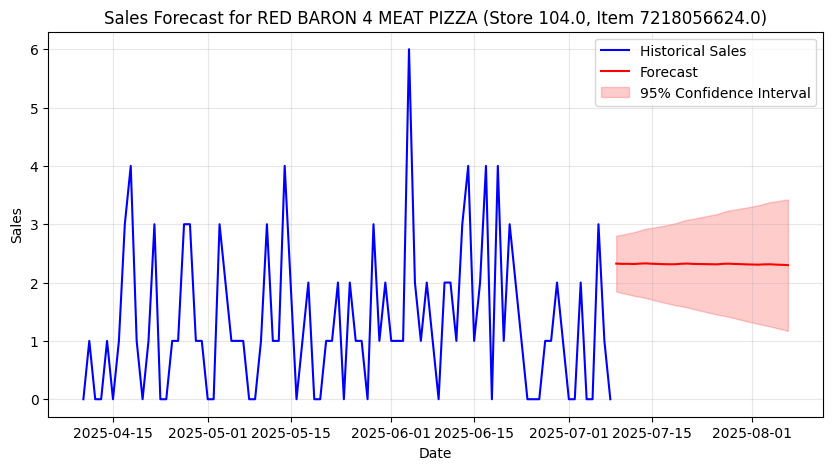 Sales Forecast for RED BARON 4 MEAT PIZZA (Store 104.0, Item 7218056624.0)
Historical Sales
Forecast
95% Confidence Interval
Sales
6
5
4
3
2
1
0
2025-04-15
2025-05-01
2025-05-15
2025-06-01
2025-06-15
2025-07-01
2025-07-15
2025-08-01
Date